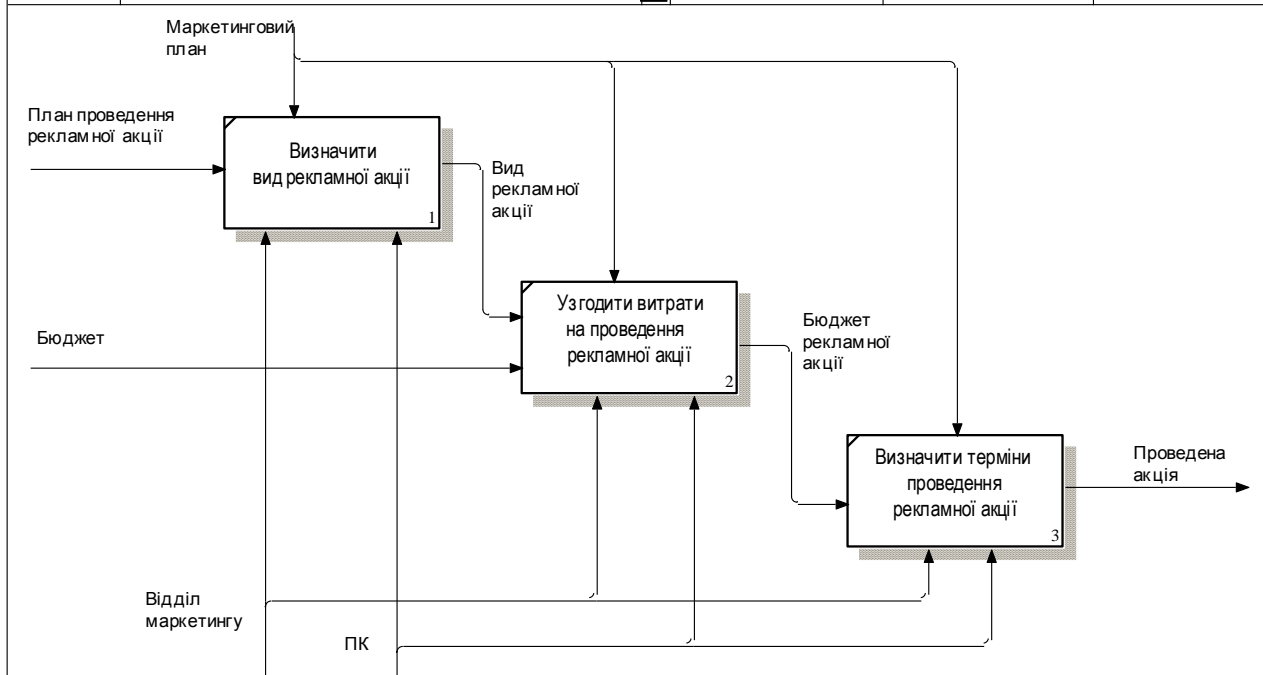 Маркетинговий
план
План проведення
рекламної акції
Визначити
вид рекламної акції
1
Вид
рекламної
акції
Бюджет
Узгодити витрати
на проведення
рекламної акції
2
Бюджет
рекламної
акції
Визначити терміни
проведення
рекламної акції
3
Проведена
акція
Відділ
маркетингу
ПК